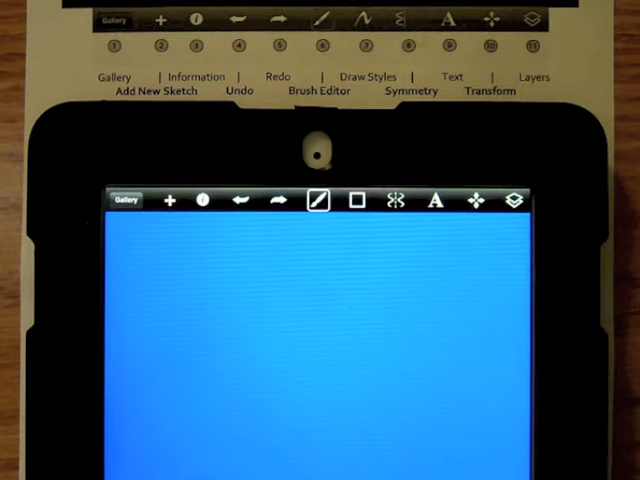 Gallery A
1 2 3 4 5 6 7 8 9 10 11
Gallery | Information | Redo | Draw Styles | Text | Layers
Add New Sketch Undo Brush Editor Symmetry Transform
Gallery A